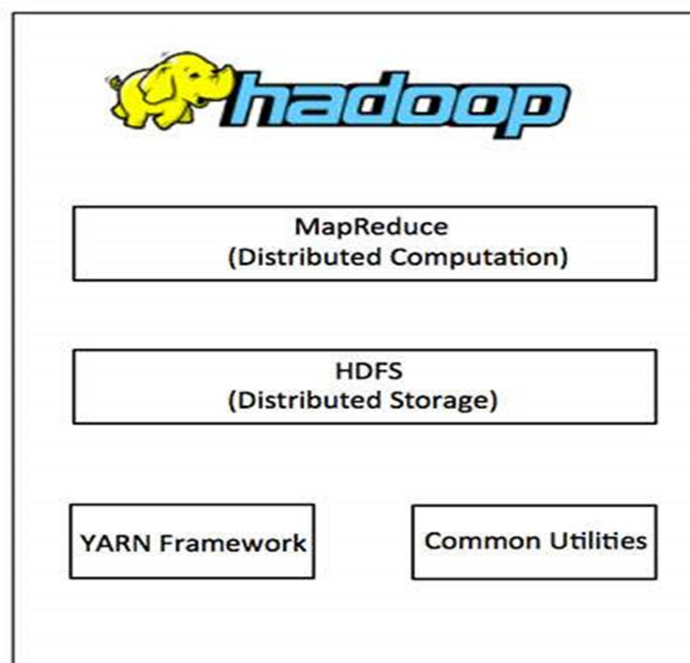 hadoop
MapReduce
(Distributed Computation)
HDFS
(Distributed Storage)
YARN Framework
Common Utilities